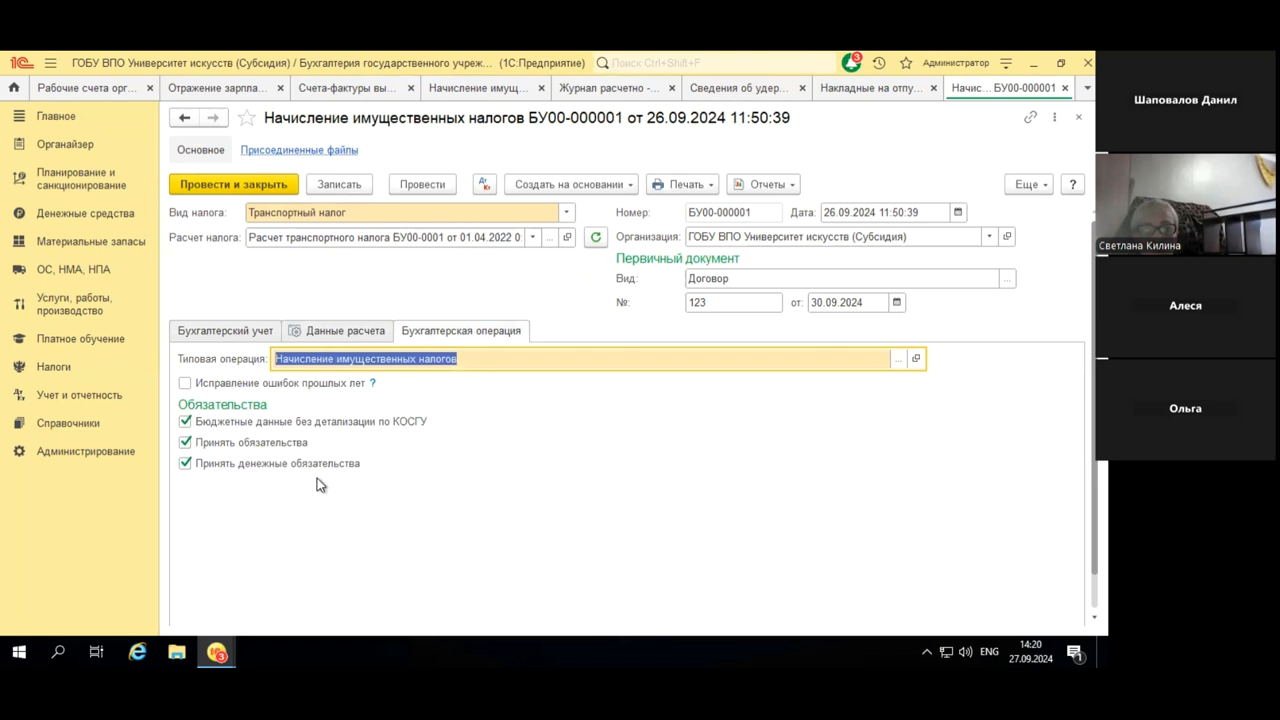 ГОБУ ВПО Университет искусств (Субсидия) / Бухгалтерия государственного учреж... (1С:Предприятие)
Поиск Ctrl+Shift+F
3
Администратор
Рабочие счета орг...
Отражение зарпла...
Счета-фактуры вы...
Начисление имущ...
Журнал расчетно -...
Сведения об удер...
Накладные на отпу...
Начис... БУ00-000001
Главное
Органайзер
Планирование и
санкционирование
Денежные средства
Материальные запасы
ОС, НМА, НПА
Услуги, работы,
производство
Платное обучение
Налоги
Учет и отчетность
Справочники
Администрирование
Начисление имущественных налогов БУ00-000001 от 26.09.2024 11:50:39
Основное
Присоединенные файлы
Провести и закрыть
Записать
Провести
Дт Кт
Создать на основании
Печать
Отчеты
Еще
?
Вид налога: Транспортный налог
Номер: БУ00-000001 Дата: 26.09.2024 11:50:39
Расчет налога: Расчет транспортного налога БУ00-0001 от 01.04.2022 0:
Организация: ГОБУ ВПО Университет искусств (Субсидия)
Первичный документ
Вид: Договор
№: 123 от: 30.09.2024
Бухгалтерский учет
Данные расчета
Бухгалтерская операция
Типовая операция: Начисление имущественных налогов
Исправление ошибок прошлых лет ?
Обязательства
Бюджетные данные без детализации по КОСГУ
Принять обязательства
Принять денежные обязательства
Шаповалов Данил
Светлана Килина
Алеся
Ольга
3
ENG
14:20
27.09.2024
1